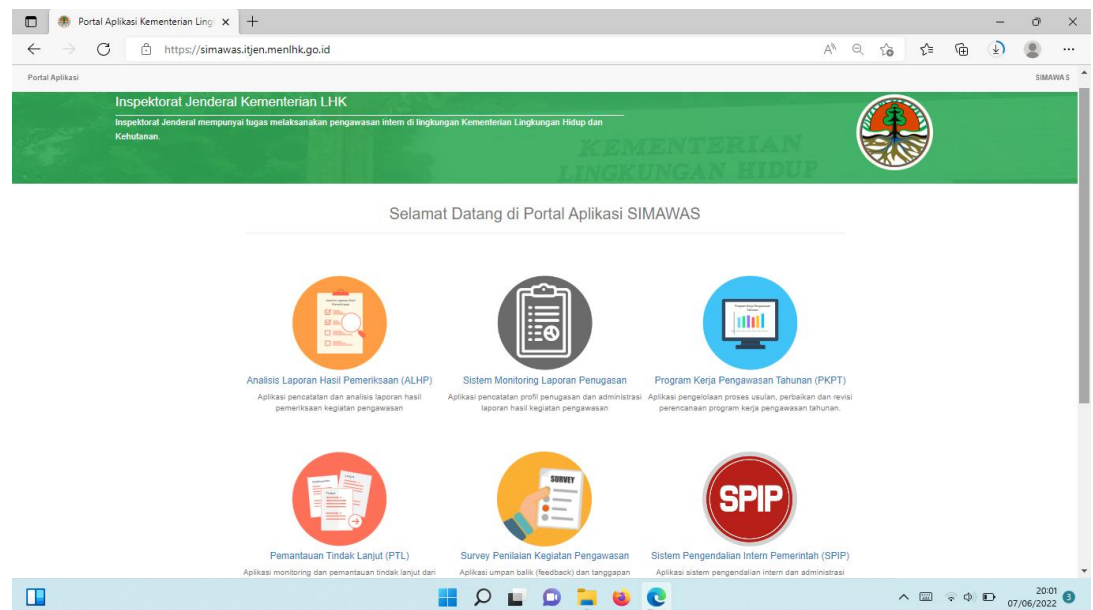 Portal Aplikasi Kementerian Ling
https://simawas.itjen.menlhk.go.id
Portal Aplikasi
SIMAWAS
Inspektorat Jenderal Kementerian LHK
Inspektorat Jenderal mempunyai tugas melaksanakan pengawasan intern di lingkungan Kementerian Lingkungan Hidup dan
Kehutanan.
KEMENTERIAN
LINGKUNGAN HIDUP
Selamat Datang di Portal Aplikasi SIMAWAS
Analisis Laporan Hasil Pemeriksaan (ALHP)
Aplikasi pencatatan dan analisis laporan hasil
pemeriksaan kegiatan pengawasan
Sistem Monitoring Laporan Penugasan
Aplikasi pencatatan profil penugasan dan administrasi
laporan hasil kegiatan pengawasan
Program Kerja Pengawasan Tahunan
Program Kerja Pengawasan Tahunan (PKPT)
Aplikasi pengelolaan proses usulan, perbaikan dan revisi
perencanaan program kerja pengawasan tahunan.
Pemantauan Tindak Lanjut (PTL)
Aplikasi monitoring dan pemantauan tindak lanjut dari
SURVEY
Survey Penilaian Kegiatan Pengawasan
Aplikasi umpan balik (feedback) dan tanggapan
SPIP
Sistem Pengendalian Intern Pemerintah (SPIP)
Aplikasi sistem pengendalian intern dan administrasi
20:01
07/06/2022
3